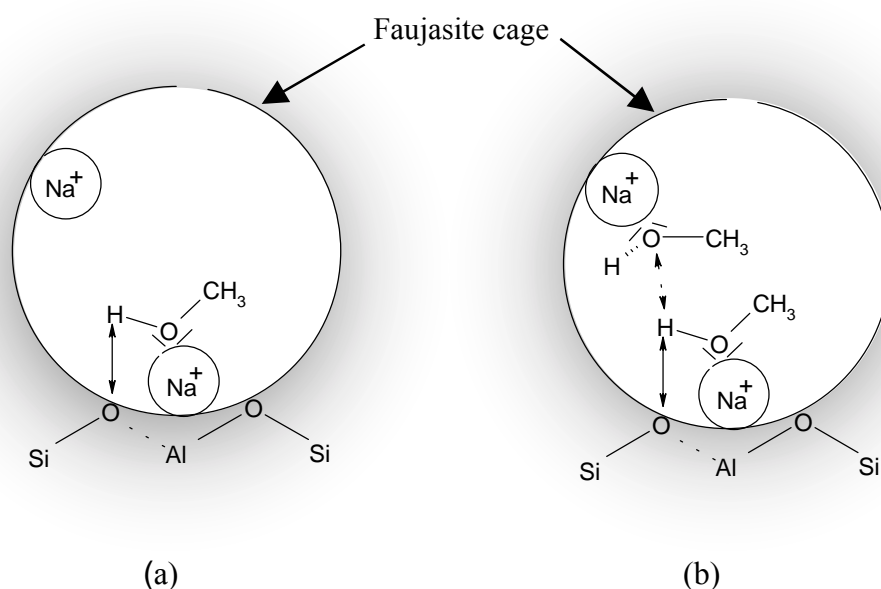 Faujasite cage
Na+
Na+
O CH3
H
H O CH3
H O CH3
Na+
Na+
O O
O O
Si Al Si
Si Al Si
(a) (b)